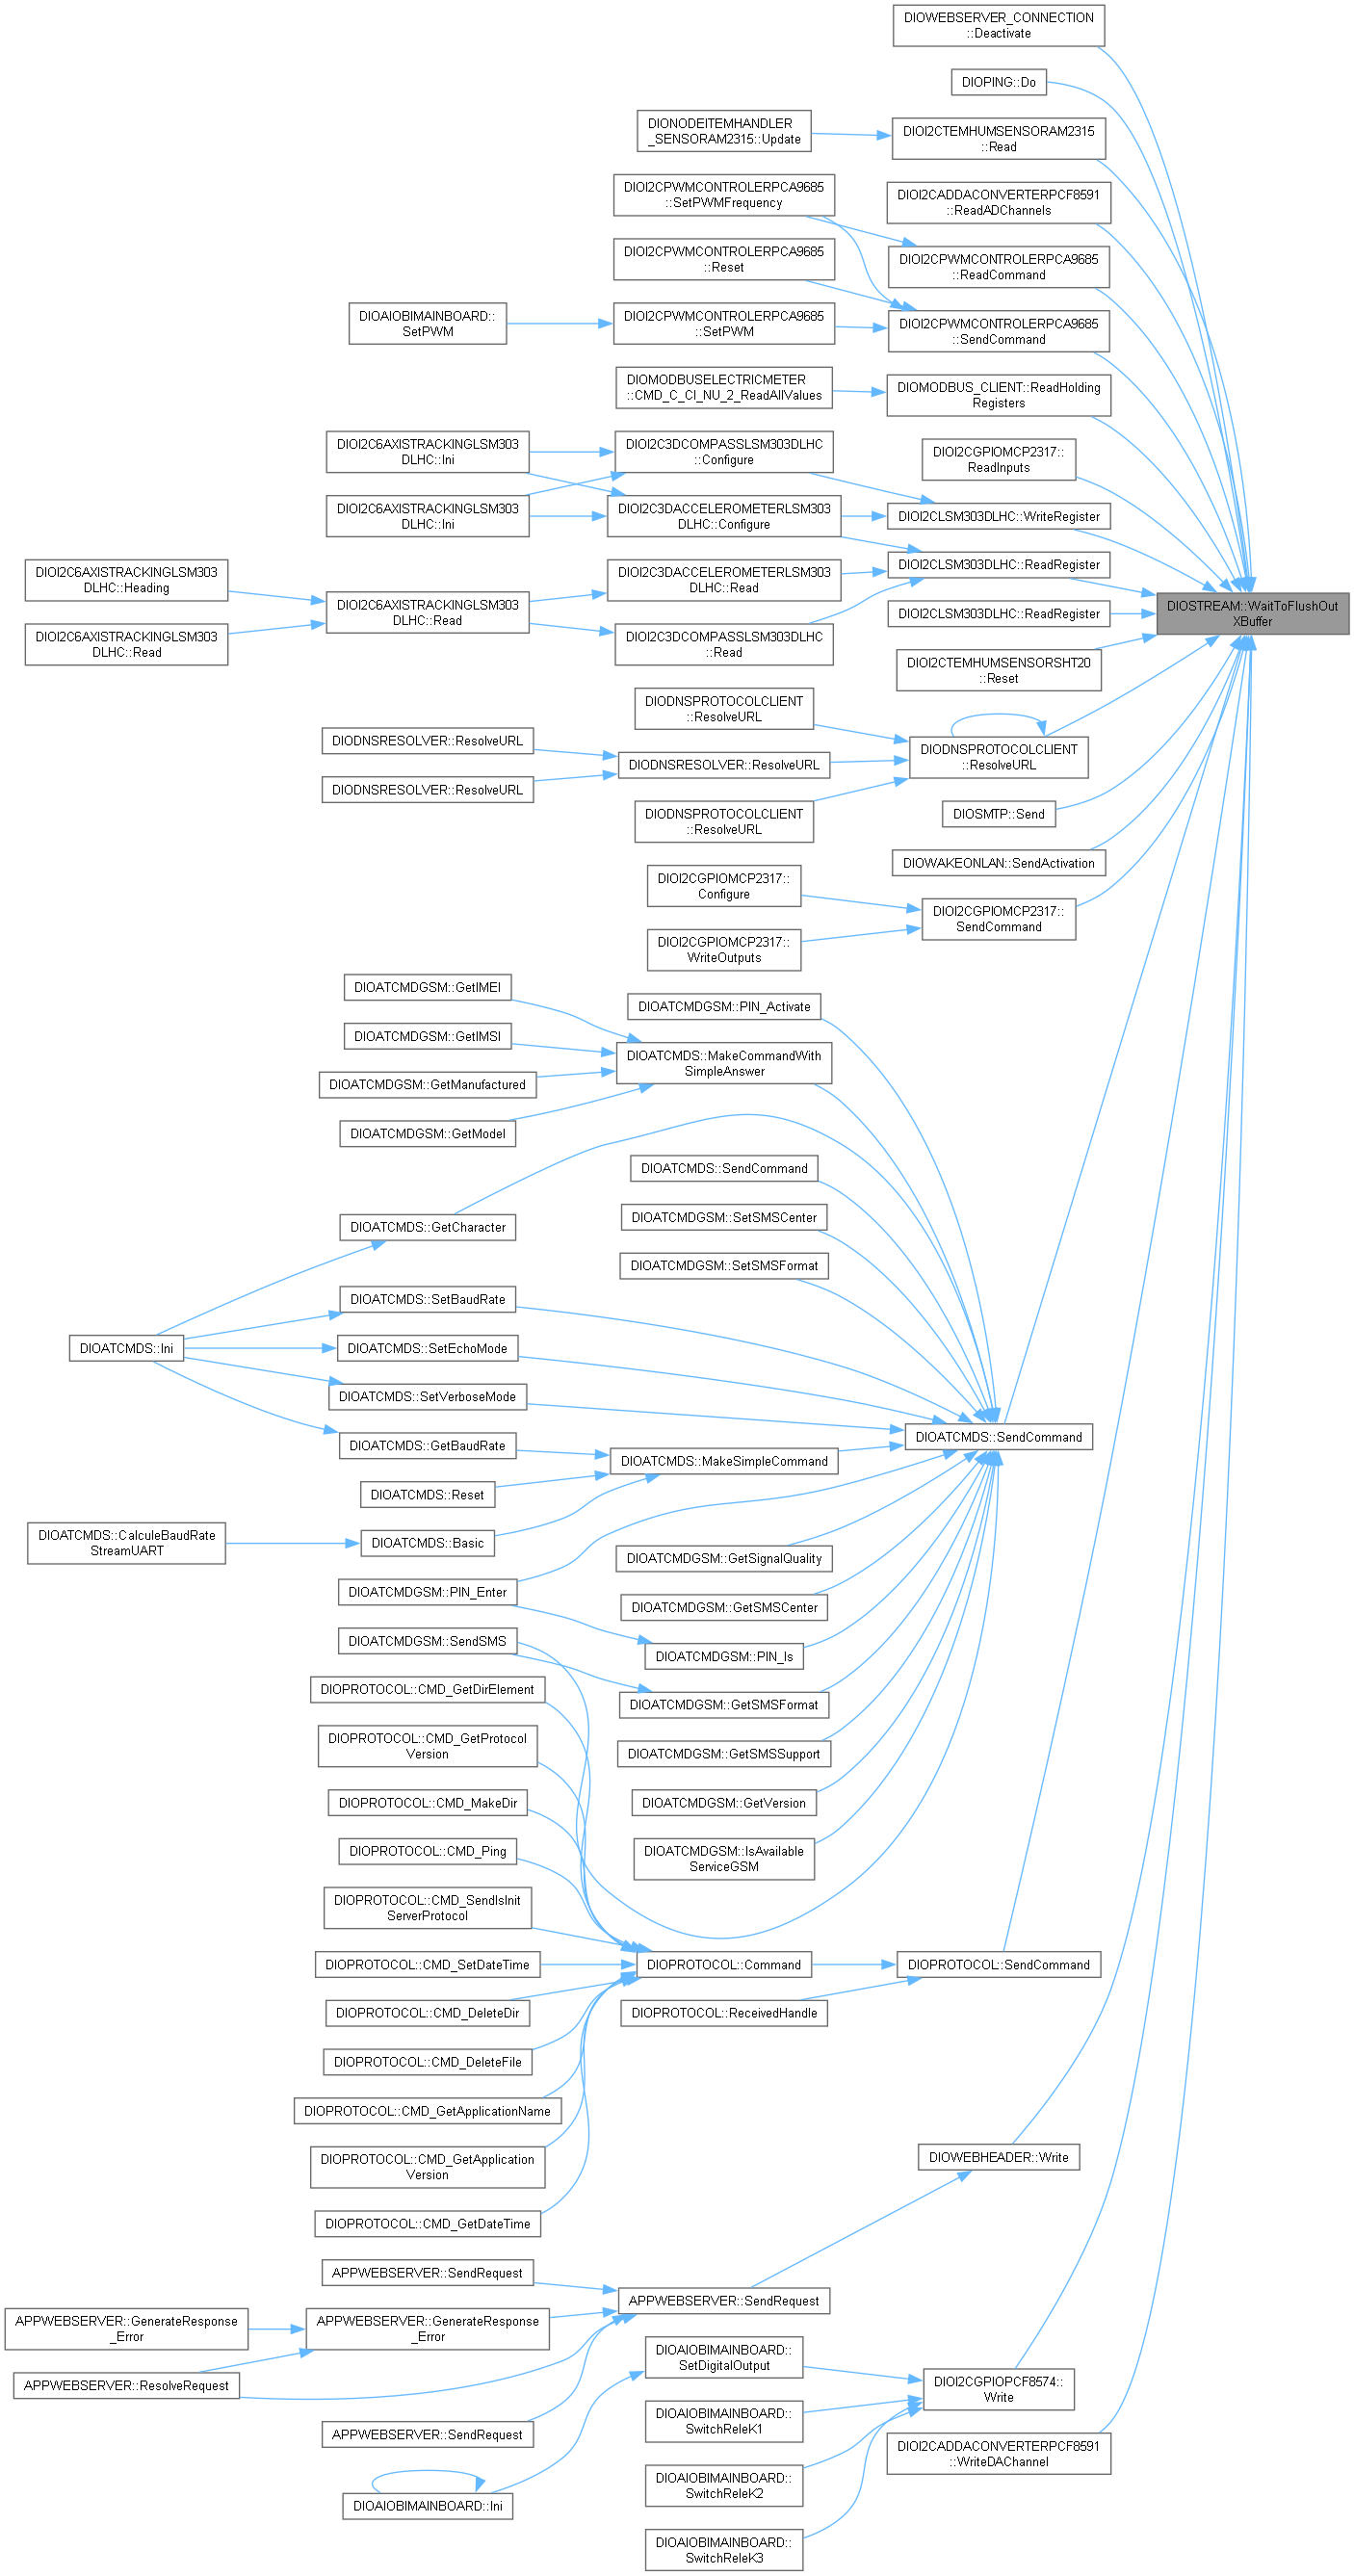 DIOWEBSERVER_CONNECTION
::Deactivate
DIOPING::Do
DIONODEITEMHANDLER
_SENSORAM2315::Update
DIOI2CTEMHUMSENSORAM2315
::Read
DIOI2CPWMCONTROLERPCA9685
::SetPWMFrequency
DIOI2CADDACONVERTERPCF8591
::ReadADChannels
DIOI2CPWMCONTROLERPCA9685
::Reset
DIOI2CPWMCONTROLERPCA9685
::ReadCommand
DIOAIOBIMAINBOARD::
SetPWM
DIOI2CPWMCONTROLERPCA9685
::SetPWM
DIOI2CPWMCONTROLERPCA9685
::SendCommand
DIOMODBUSELECTRICMETER
::CMD_C_CI_NU_2_ReadAllValues
DIOMODBUS_CLIENT::ReadHolding
Registers
DIOI2C6AXISTRACKINGLSM303
DLHC::Ini
DIOI2C3DCOMPASSLSM303DLHC
::Configure
DIOI2CGPIOMCP2317::
ReadInputs
DIOI2C6AXISTRACKINGLSM303
DLHC::Ini
DIOI2C3DACCELEROMETERLSM303
DLHC::Configure
DIOI2CLSM303DLHC::WriteRegister
DIOI2C6AXISTRACKINGLSM303
DLHC::Heading
DIOI2C3DACCELEROMETERLSM303
DLHC::Read
DIOI2CLSM303DLHC::ReadRegister
DIOI2C6AXISTRACKINGLSM303
DLHC::Read
DIOI2CLSM303DLHC::ReadRegister
DIOSTREAM::WaitToFlushOut
XBuffer
DIOI2C6AXISTRACKINGLSM303
DLHC::Read
DIOI2C3DCOMPASSLSM303DLHC
::Read
DIOI2CTEMHUMSENSORSHT20
::Reset
DIODNSPROTOCOLCLIENT
::ResolveURL
DIODNSRESOLVER::ResolveURL
DIODNSRESOLVER::ResolveURL
DIODNSPROTOCOLCLIENT
::ResolveURL
DIODNSRESOLVER::ResolveURL
DIODNSPROTOCOLCLIENT
::ResolveURL
DIOSMTP::Send
DIOWAKEONLAN::SendActivation
DIOI2CGPIOMCP2317::
Configure
DIOI2CGPIOMCP2317::
SendCommand
DIOI2CGPIOMCP2317::
WriteOutputs
DIOATCMDGSM::GetIMEI
DIOATCMDGSM::PIN_Activate
DIOATCMDGSM::GetIMSI
DIOATCMDS::MakeCommandWith
SimpleAnswer
DIOATCMDGSM::GetManufactured
DIOATCMDGSM::GetModel
DIOATCMDS::SendCommand
DIOATCMDGSM::SetSMSCenter
DIOATCMDS::GetCharacter
DIOATCMDGSM::SetSMSFormat
DIOATCMDS::SetBaudRate
DIOATCMDS::Ini
DIOATCMDS::SetEchoMode
DIOATCMDS::SetVerboseMode
DIOATCMDS::SendCommand
DIOATCMDS::GetBaudRate
DIOATCMDS::MakeSimpleCommand
DIOATCMDS::Reset
DIOATCMDS::CalculeBaudRate
StreamUART
DIOATCMDS::Basic
DIOATCMDGSM::GetSignalQuality
DIOATCMDGSM::PIN_Enter
DIOATCMDGSM::GetSMSCenter
DIOATCMDGSM::SendSMS
DIOATCMDGSM::PIN_Is
DIOPROTOCOL::CMD_GetDirElement
DIOATCMDGSM::GetSMSFormat
DIOPROTOCOL::CMD_GetProtocol
Version
DIOATCMDGSM::GetSMSSupport
DIOPROTOCOL::CMD_MakeDir
DIOATCMDGSM::GetVersion
DIOPROTOCOL::CMD_Ping
DIOATCMDGSM::IsAvailable
ServiceGSM
DIOPROTOCOL::CMD_SendIsInit
ServerProtocol
DIOPROTOCOL::CMD_SetDateTime
DIOPROTOCOL::Command
DIOPROTOCOL::SendCommand
DIOPROTOCOL::CMD_DeleteDir
DIOPROTOCOL::ReceivedHandle
DIOPROTOCOL::CMD_DeleteFile
DIOPROTOCOL::CMD_GetApplicationName
DIOPROTOCOL::CMD_GetApplication
Version
DIOWEBHEADER::Write
DIOPROTOCOL::CMD_GetDateTime
APPWEBSERVER::SendRequest
APPWEBSERVER::SendRequest
APPWEBSERVER::GenerateResponse
_Error
APPWEBSERVER::GenerateResponse
_Error
APPWEBSERVER::ResolveRequest
DIOAIOBIMAINBOARD::
SetDigitalOutput
DIOI2CGPIOPCF8574::
Write
APPWEBSERVER::SendRequest
DIOAIOBIMAINBOARD::
SwitchReleK1
DIOI2CADDACONVERTERPCF8591
::WriteDAChannel
DIOAIOBIMAINBOARD::
SwitchReleK2
DIOAIOBIMAINBOARD::Ini
DIOAIOBIMAINBOARD::
SwitchReleK3